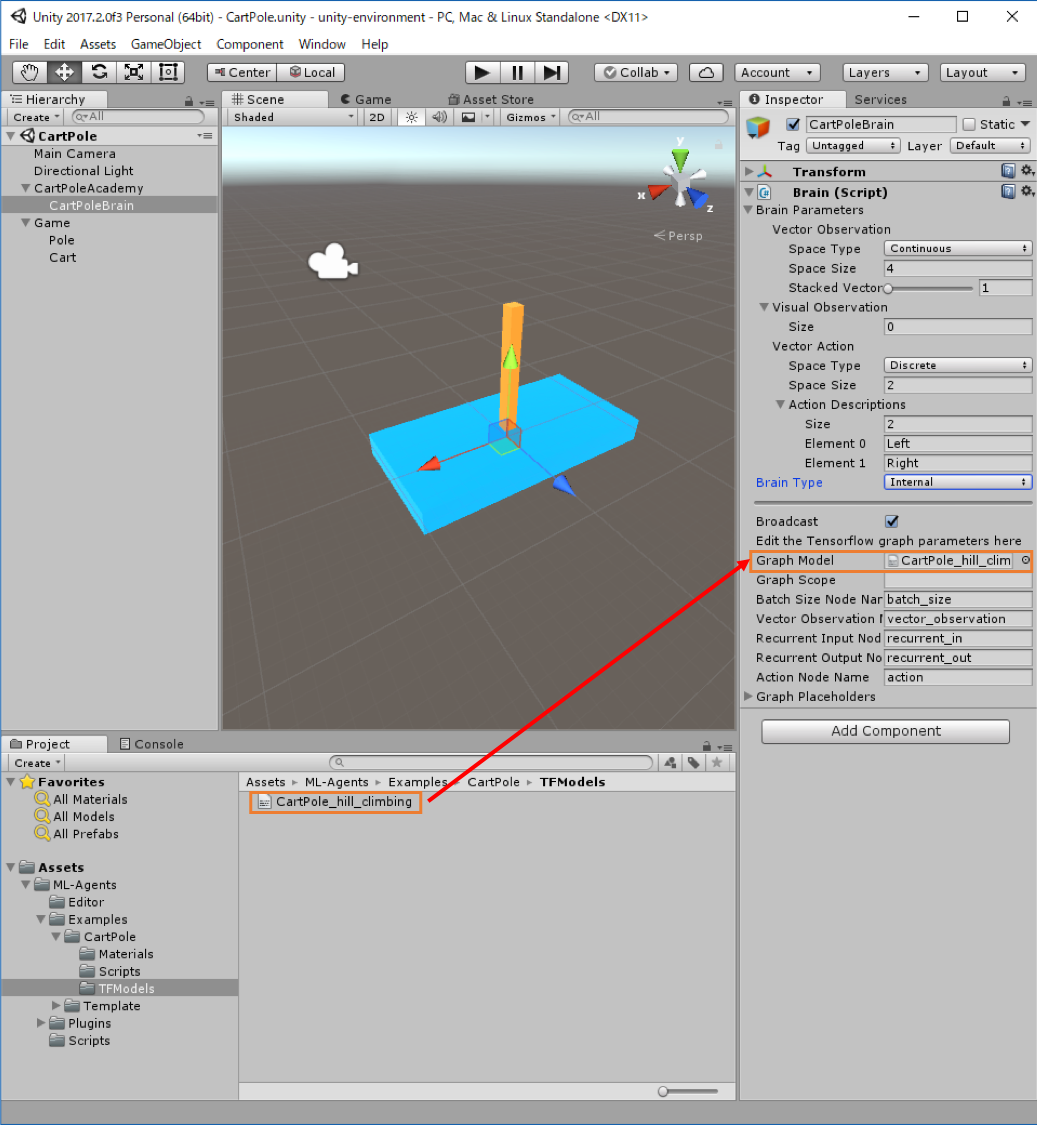 Unity 2017.2.0f3 Personal (64bit) - CartPole.unity - unity-environment - PC, Mac & Linux Standalone <DX11>
File Edit Assets GameObject Component Window Help
Center Local Collab Account Layers Layout
Hierarchy
Create All
CartPole
Main Camera
Directional Light
CartPoleAcademy
CartPoleBrain
Game
Pole
Cart
Scene Game Asset Store
Shaded 2D Gizmos All
y
x
z
Persp
Inspector Services
CartPoleBrain Static
Tag Untagged Layer Default
Transform
Brain (Script)
Brain Parameters
Vector Observation
Space Type Continuous
Space Size 4
Stacked Vector 1
Visual Observation
Size 0
Vector Action
Space Type Discrete
Space Size 2
Action Descriptions
Size 2
Element 0 Left
Element 1 Right
Brain Type Internal
Broadcast
Edit the Tensorflow graph parameters here
Graph Model CartPole_hill_clim
Graph Scope
Batch Size Node Nar batch_size
Vector Observation N vector_observation
Recurrent Input Nod recurrent_in
Recurrent Output No recurrent_out
Action Node Name action
Graph Placeholders
Add Component
Project Console
Create
Favorites
All Materials
All Models
All Prefabs
Assets
ML-Agents
Editor
Examples
CartPole
Materials
Scripts
TFModels
Template
Plugins
Scripts
Assets ML-Agents Examples CartPole TFModels
CartPole_hill_climbing